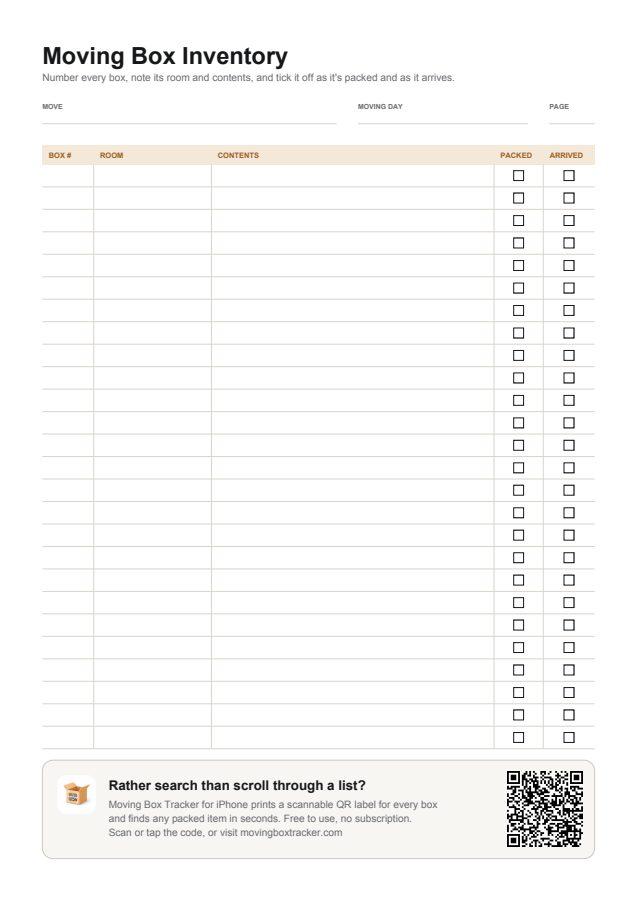 Moving Box Inventory
Number every box, note its room and contents, and tick it off as it's packed and as it arrives.
MOVE MOVING DAY PAGE
BOX # ROOM CONTENTS PACKED ARRIVED
Rather search than scroll through a list?
Moving Box Tracker for iPhone prints a scannable QR label for every box
and finds any packed item in seconds. Free to use, no subscription.
Scan or tap the code, or visit movingboxtracker.com